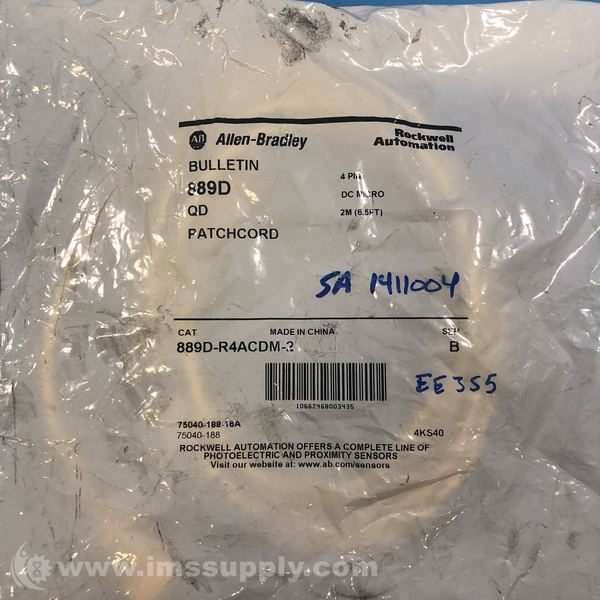 AB Allen-Bradley Rockwell Automation
BULLETIN
889D
QD
PATCHCORD
4 PIN
DC MICRO
2M (6.5FT)
SA 1411004
CAT MADE IN CHINA SER
889D-R4ACDM-2 B
EE355
10662468003435
75040-188-16A
75040-188 4KS40
ROCKWELL AUTOMATION OFFERS A COMPLETE LINE OF
PHOTOELECTRIC AND PROXIMITY SENSORS
Visit our website at: www.ab.com/sensors
www.imssupply.com/